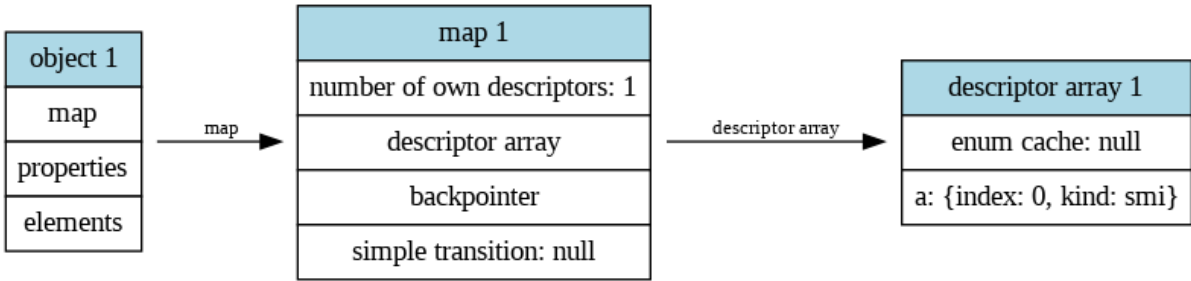 object 1
map
properties
elements
map
map 1
number of own descriptors: 1
descriptor array
backpointer
simple transition: null
descriptor array
descriptor array 1
enum cache: null
a: {index: 0, kind: smi}